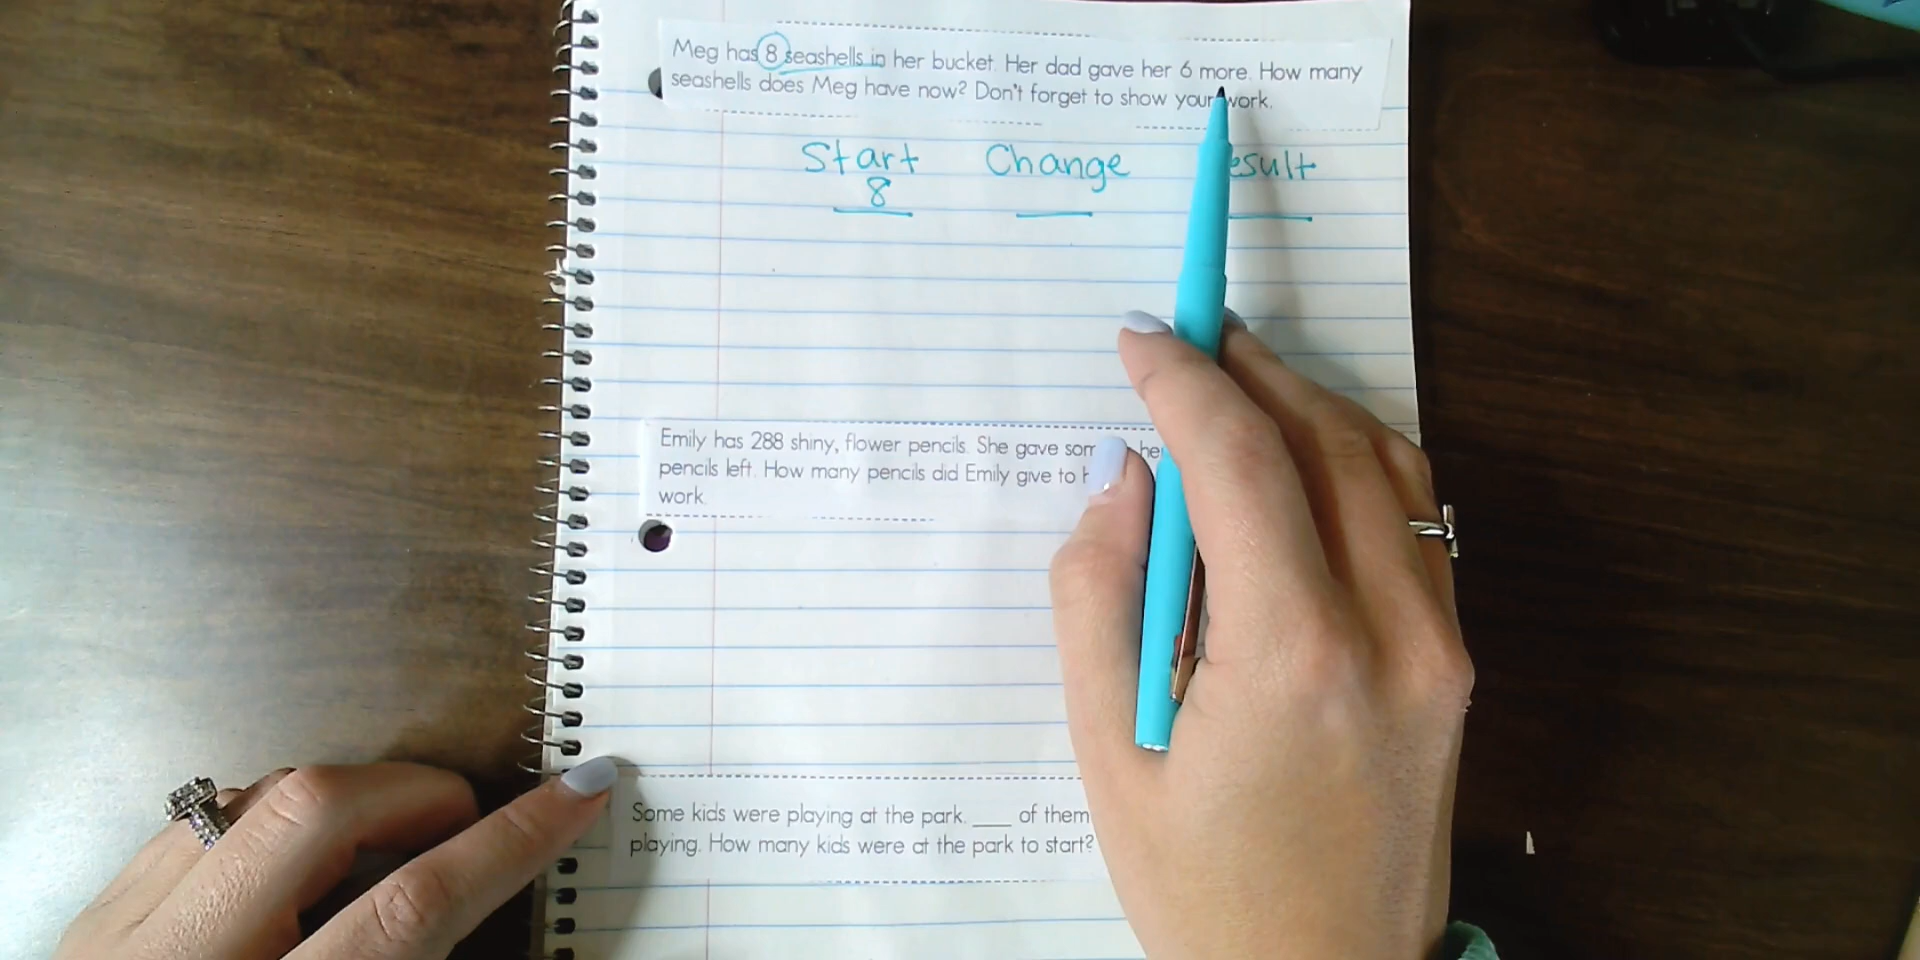 Meg has 8 seashells in her bucket. Her dad gave her 6 more. How many
seashells does Meg have now? Don't forget to show your work.
Start Change esult
8
Emily has 288 shiny, flower pencils. She gave som he
pencils left. How many pencils did Emily give to h
work.
Some kids were playing at the park. ____ of them
playing. How many kids were at the park to start?